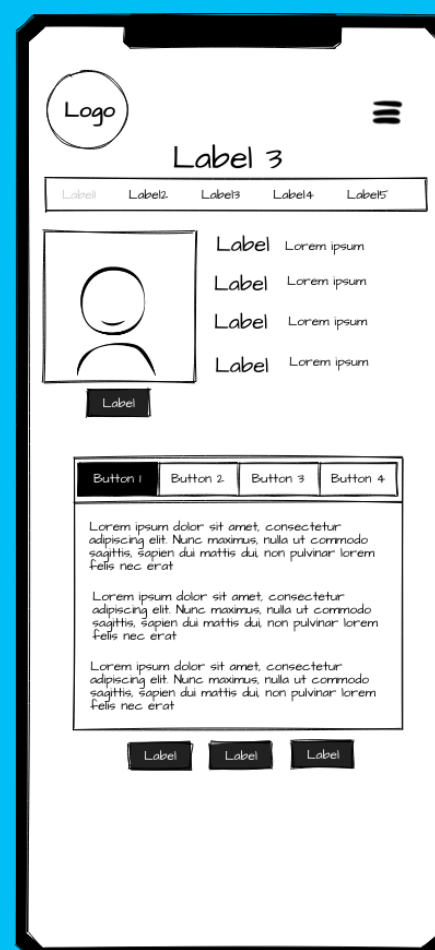 Logo
Label 3
Label1 Label2 Label3 Label4 Label5
Label Lorem ipsum
Label Lorem ipsum
Label Lorem ipsum
Label Lorem ipsum
Label
Button 1 Button 2 Button 3 Button 4
Lorem ipsum dolor sit amet, consectetur
adipiscing elit. Nunc maximus, nulla ut commodo
sagittis, sapien dui mattis dui, non pulvinar lorem
felis nec erat
Lorem ipsum dolor sit amet, consectetur
adipiscing elit. Nunc maximus, nulla ut commodo
sagittis, sapien dui mattis dui, non pulvinar lorem
felis nec erat
Lorem ipsum dolor sit amet, consectetur
adipiscing elit. Nunc maximus, nulla ut commodo
sagittis, sapien dui mattis dui, non pulvinar lorem
felis nec erat
Label Label Label